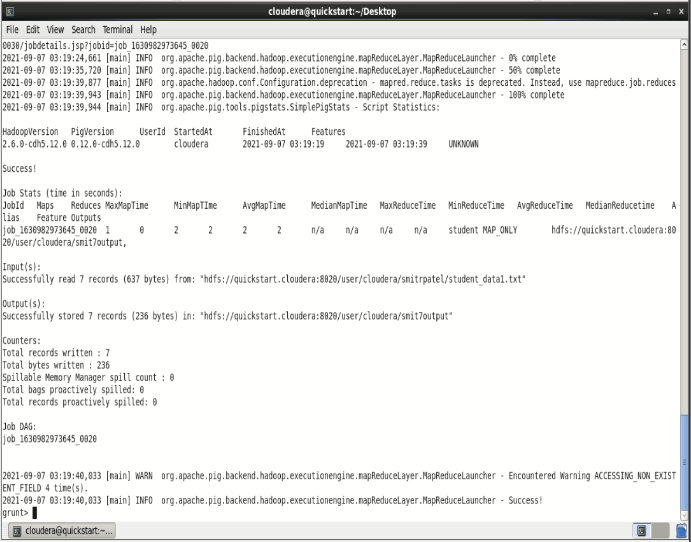 cloudera@quickstart:~/Desktop
File Edit View Search Terminal Help
0030/jobdetails.jsp?jobid=job_1630982973645_0020
2021-09-07 03:19:24,661 [main] INFO  org.apache.pig.backend.hadoop.executionengine.mapReduceLayer.MapReduceLauncher - 0% complete
2021-09-07 03:19:35,720 [main] INFO  org.apache.pig.backend.hadoop.executionengine.mapReduceLayer.MapReduceLauncher - 50% complete
2021-09-07 03:19:39,877 [main] INFO  org.apache.hadoop.conf.Configuration.deprecation - mapred.reduce.tasks is deprecated. Instead, use mapreduce.job.reduces
2021-09-07 03:19:39,943 [main] INFO  org.apache.pig.backend.hadoop.executionengine.mapReduceLayer.MapReduceLauncher - 100% complete
2021-09-07 03:19:39,944 [main] INFO  org.apache.pig.tools.pigstats.SimplePigStats - Script Statistics:
HadoopVersion PigVersion UserId StartedAt FinishedAt Features
2.6.0-cdh5.12.0 0.12.0-cdh5.12.0 cloudera 2021-09-07 03:19:19 2021-09-07 03:19:39 UNKNOWN
Success!
Job Stats (time in seconds):
JobId Maps Reduces MaxMapTime MinMapTIme AvgMapTime MedianMapTime MaxReduceTime MinReduceTime AvgReduceTime MedianReducetime A
lias Feature Outputs
job_1630982973645_0020 1 0 2 2 2 2 n/a n/a n/a n/a student MAP_ONLY hdfs://quickstart.cloudera:80
20/user/cloudera/smit7output,
Input(s):
Successfully read 7 records (637 bytes) from: "hdfs://quickstart.cloudera:8020/user/cloudera/smitrpatel/student_data1.txt"
Output(s):
Successfully stored 7 records (236 bytes) in: "hdfs://quickstart.cloudera:8020/user/cloudera/smit7output"
Counters:
Total records written : 7
Total bytes written : 236
Spillable Memory Manager spill count : 0
Total bags proactively spilled: 0
Total records proactively spilled: 0
Job DAG:
job_1630982973645_0020
2021-09-07 03:19:40,033 [main] WARN  org.apache.pig.backend.hadoop.executionengine.mapReduceLayer.MapReduceLauncher - Encountered Warning ACCESSING_NON_EXIST
ENT_FIELD 4 time(s).
2021-09-07 03:19:40,033 [main] INFO  org.apache.pig.backend.hadoop.executionengine.mapReduceLayer.MapReduceLauncher - Success!
grunt>
cloudera@quickstart:~...